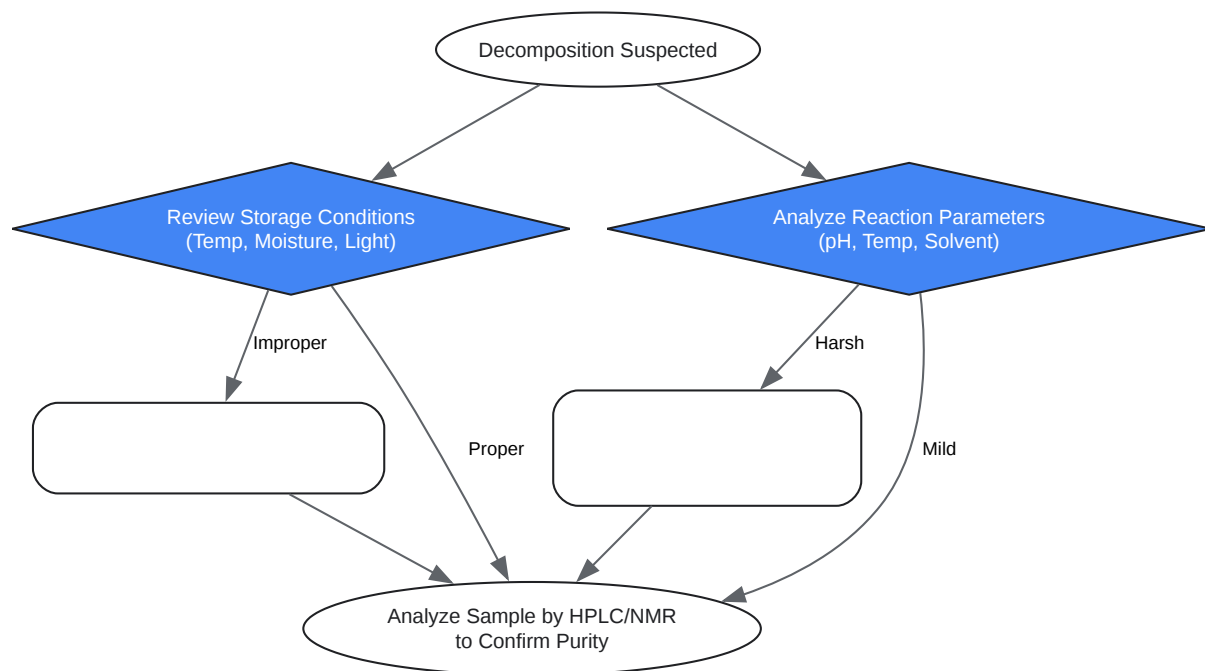 Decomposition Suspected
Review Storage Conditions
(Temp, Moisture, Light)
Analyze Reaction Parameters
(pH, Temp, Solvent)
Improper
Harsh
Proper
Mild
Analyze Sample by HPLC/NMR
to Confirm Purity